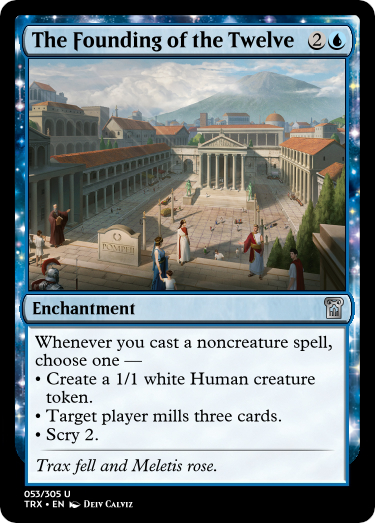 The Founding of the Twelve 2
POMPEII
Enchantment
Whenever you cast a noncreature spell,
choose one —
• Create a 1/1 white Human creature
token.
• Target player mills three cards.
• Scry 2.
Trax fell and Meletis rose.
053/305 U
TRX • EN Deiv Calviz